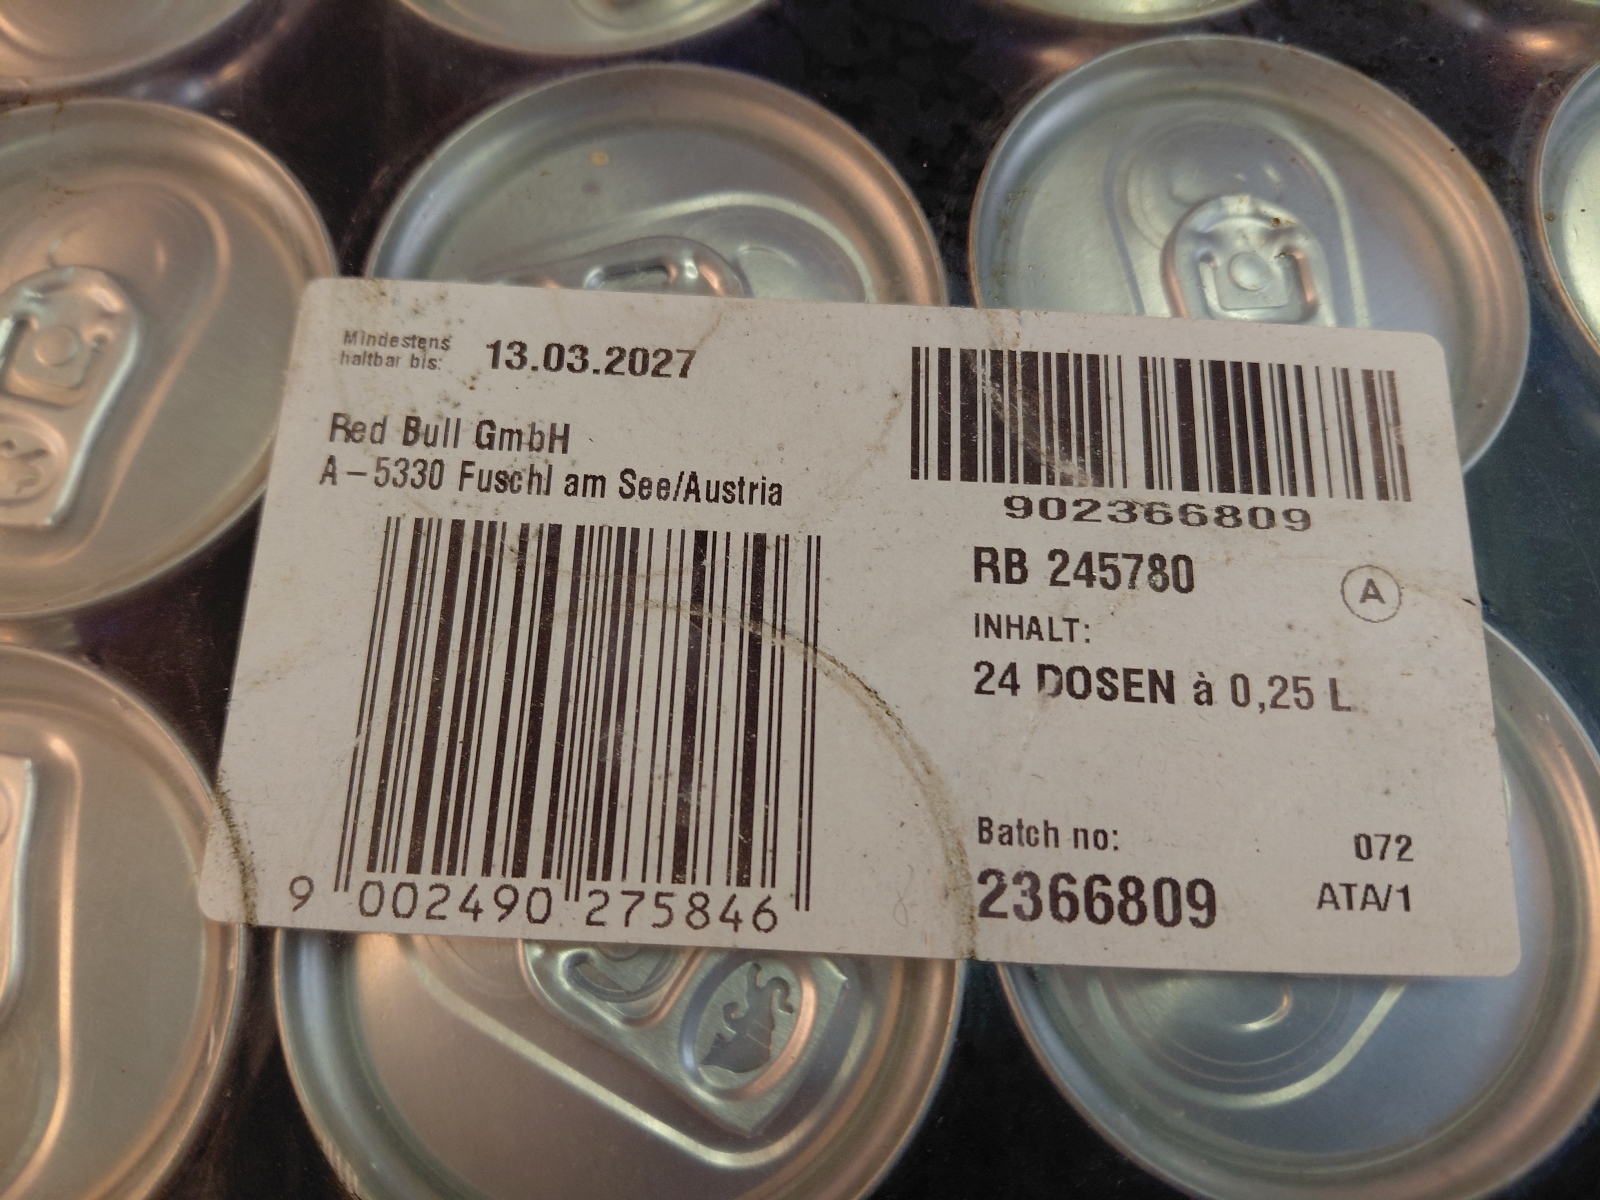 Mindestens
haltbar bis: 13.03.2027
Red Bull GmbH
A-5330 Fuschl am See/Austria
9 002490 275846
902366809
RB 245780
A
INHALT:
24 DOSEN à 0,25 L
Batch no: 072
2366809 ATA/1